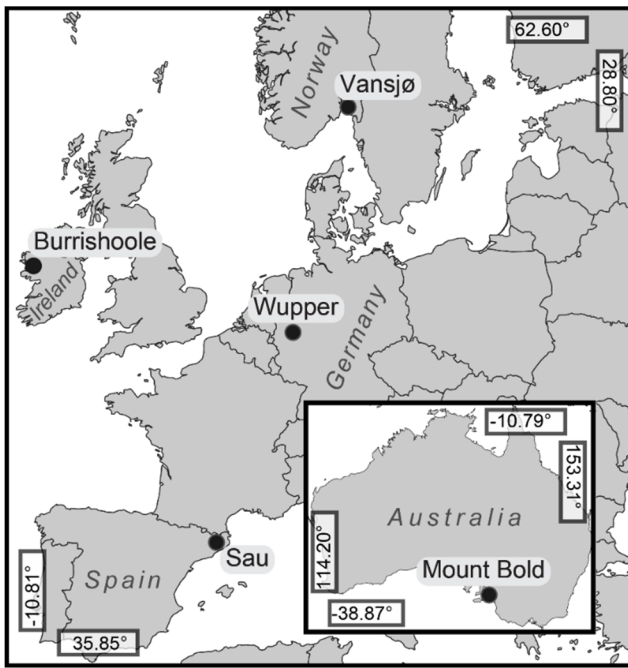 62.60°
28.80°
Norway
Vansjø
Burrishoole
Ireland
Wupper
Germany
-10.79°
153.31°
Australia
114.20°
Mount Bold
-38.87°
Sau
Spain
-10.81°
35.85°